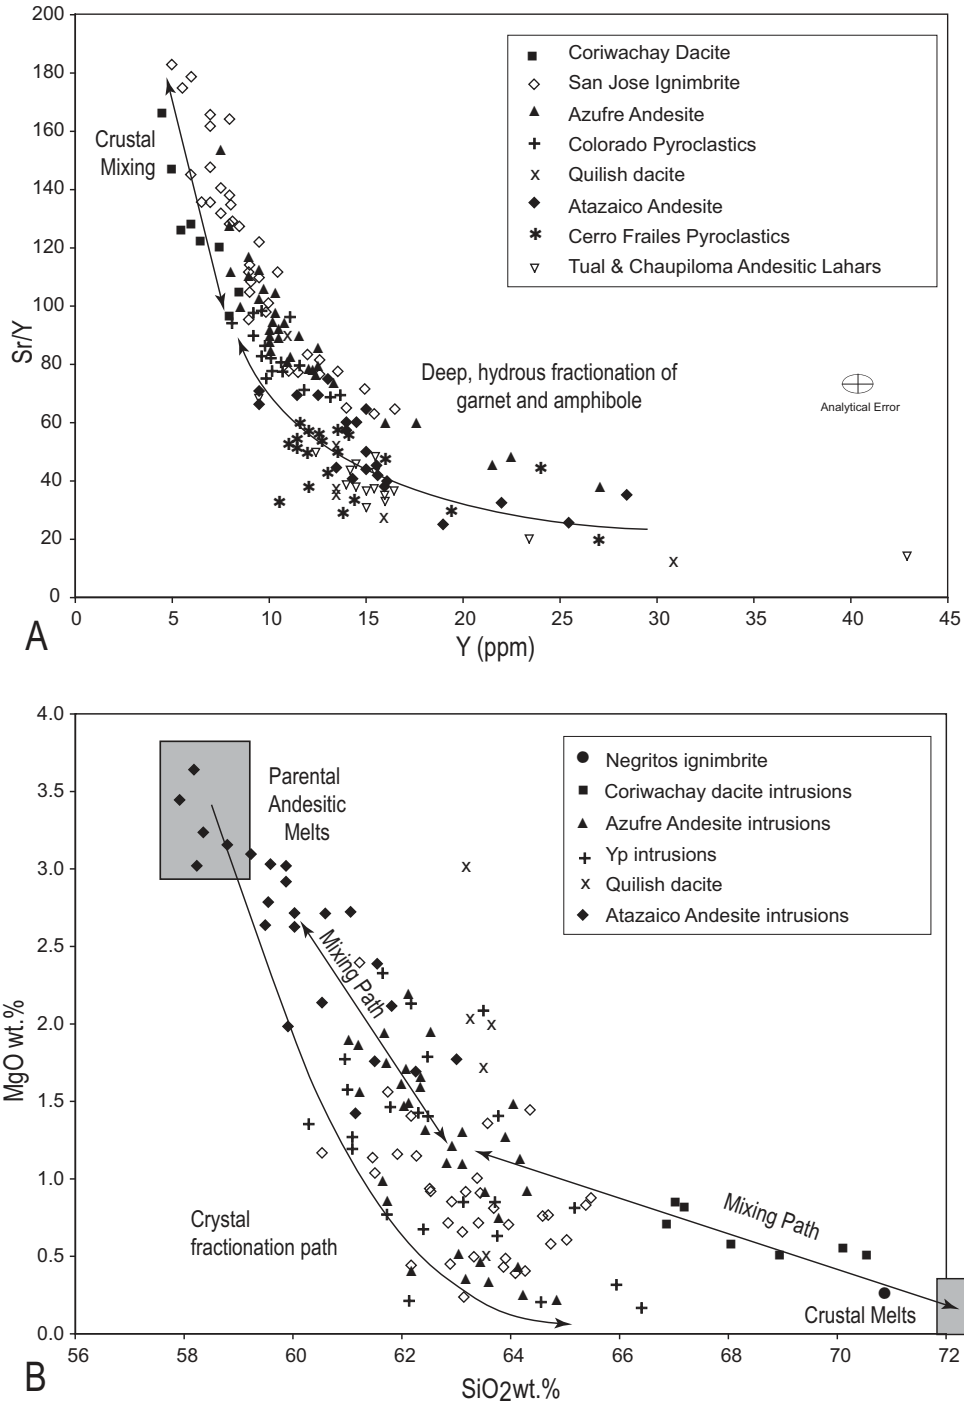 200
180
160
140
120
100
80
60
40
20
0
Sr/Y
Coriwachay Dacite
San Jose Ignimbrite
Azufre Andesite
Colorado Pyroclastics
Quilish dacite
Atazaico Andesite
Cerro Frailes Pyroclastics
Tual & Chaupiloma Andesitic Lahars
Crustal
Mixing
Deep, hydrous fractionation of
garnet and amphibole
Analytical Error
0 5 10 15 20 25 30 35 40 45
Y (ppm)
A
4.0
3.5
3.0
2.5
2.0
1.5
1.0
0.5
0.0
MgO wt.%
Parental
Andesitic
Melts
Negritos ignimbrite
Coriwachay dacite intrusions
Azufre Andesite intrusions
Yp intrusions
Quilish dacite
Atazaico Andesite intrusions
Mixing Path
Mixing Path
Crystal
fractionation path
Crustal Melts
56 58 60 62 64 66 68 70 72
SiO2wt.%
B